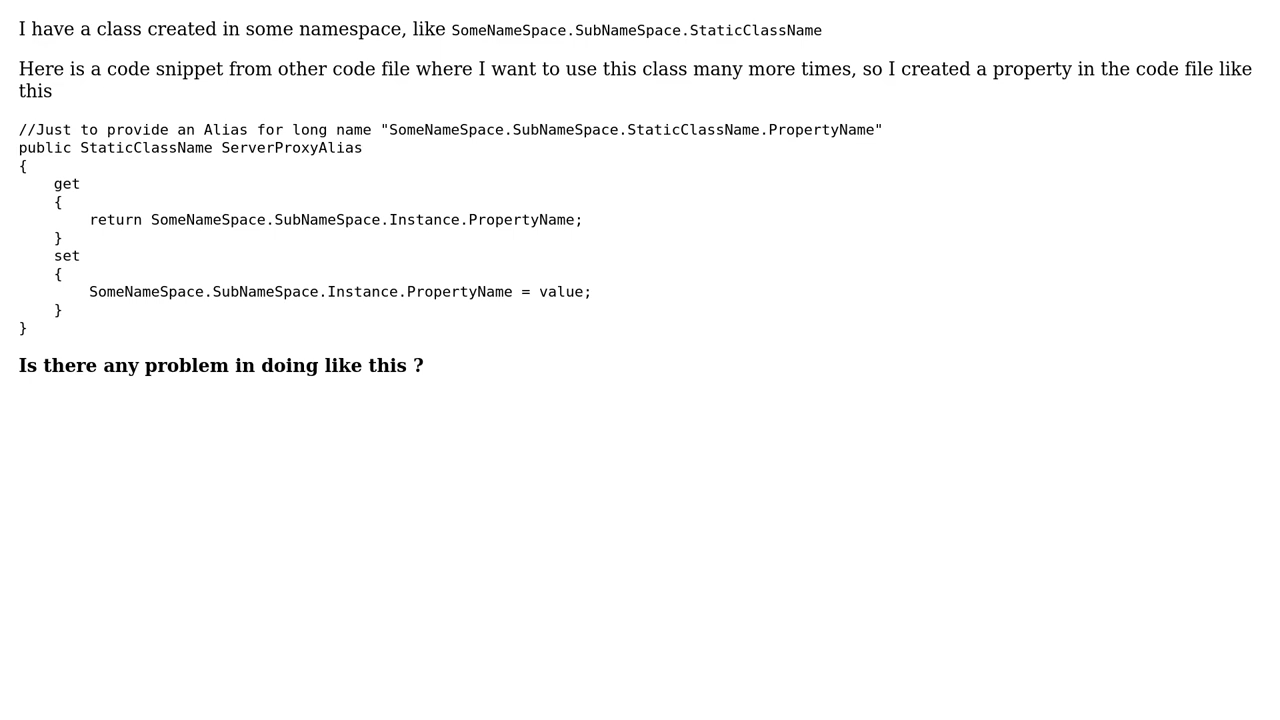 I have a class created in some namespace, like SomeNameSpace.SubNameSpace.StaticClassName
Here is a code snippet from other code file where I want to use this class many more times, so I created a property in the code file like
this
//Just to provide an Alias for long name "SomeNameSpace.SubNameSpace.StaticClassName.PropertyName"
public StaticClassName ServerProxyAlias
{
    get
    {
        return SomeNameSpace.SubNameSpace.Instance.PropertyName;
    }
    set
    {
        SomeNameSpace.SubNameSpace.Instance.PropertyName = value;
    }
}
Is there any problem in doing like this ?